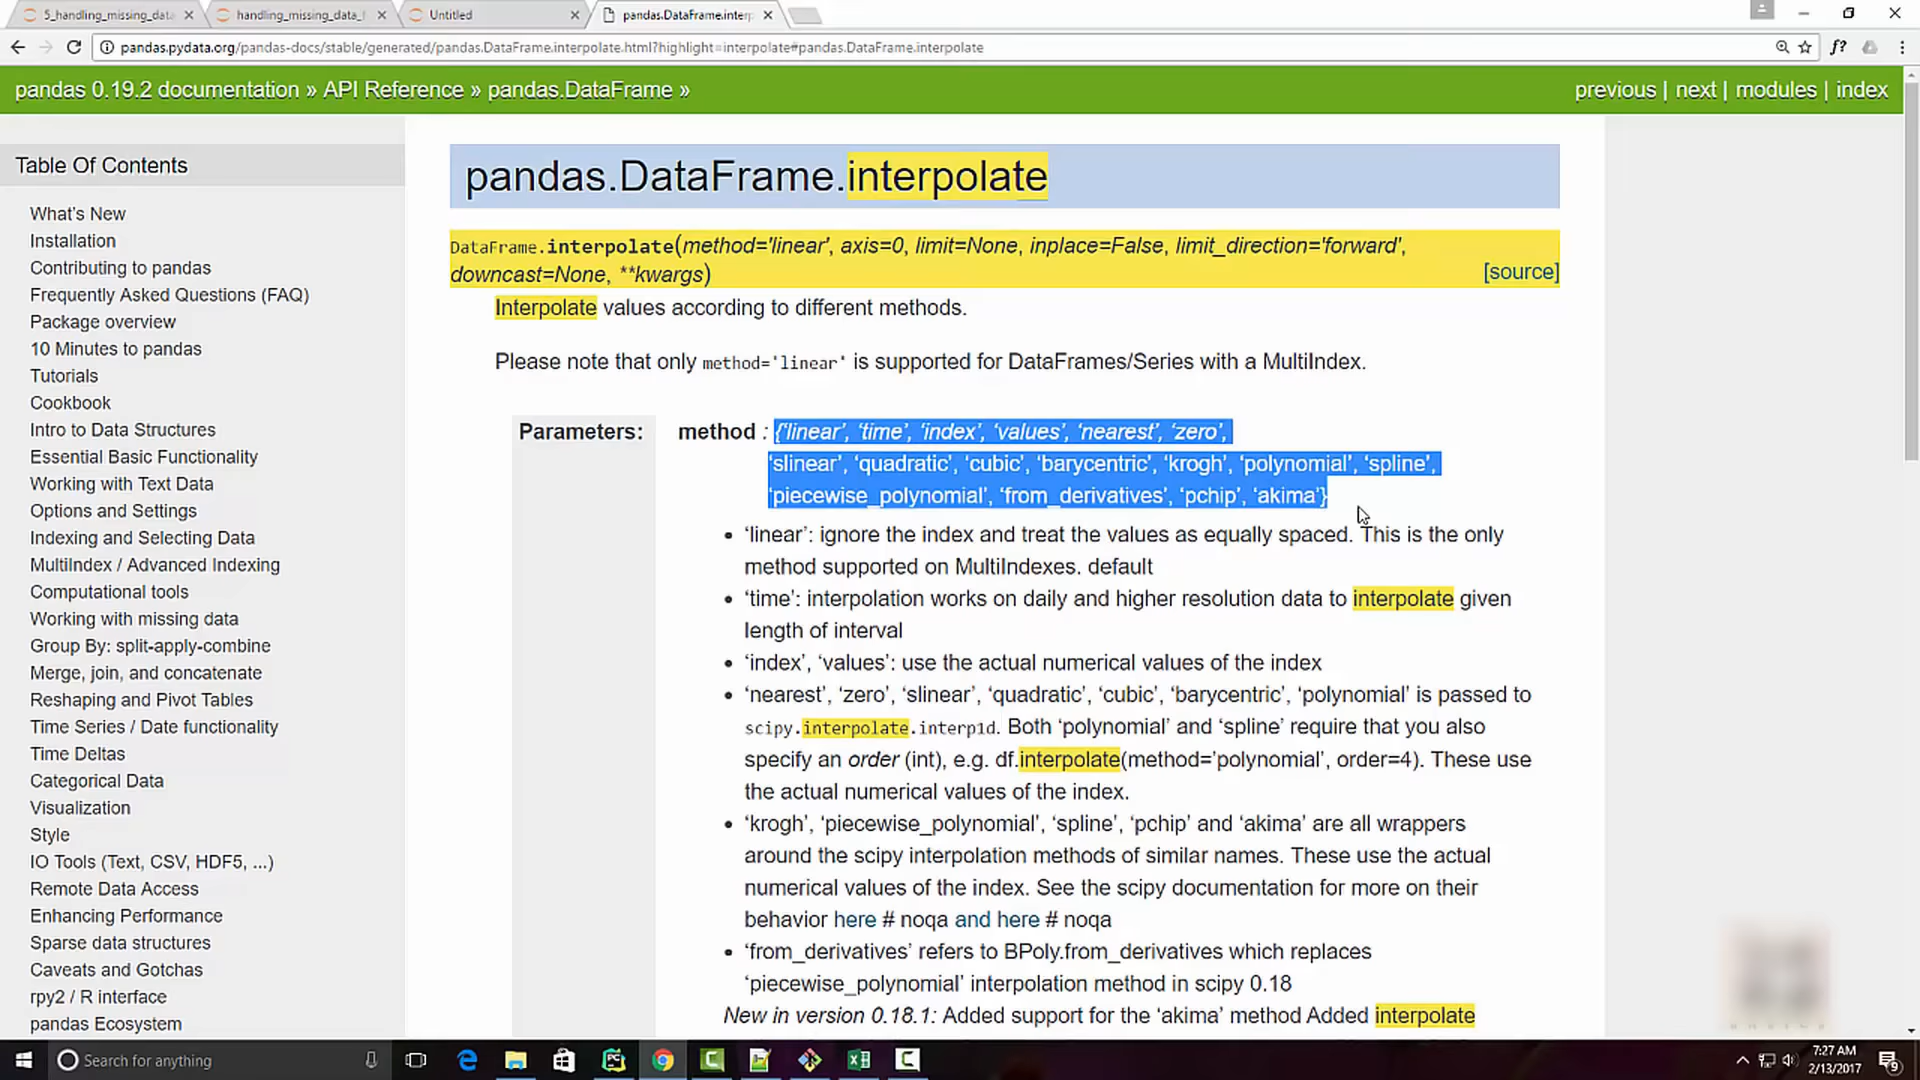 5_handling_missing_data
handling_missing_data_f
Untitled
pandas.DataFrame.interp
pandas.pydata.org/pandas-docs/stable/generated/pandas.DataFrame.interpolate.html?highlight=interpolate#pandas.DataFrame.interpolate
f?
pandas 0.19.2 documentation » API Reference » pandas.DataFrame »
previous | next | modules | index
Table Of Contents
What's New
Installation
Contributing to pandas
Frequently Asked Questions (FAQ)
Package overview
10 Minutes to pandas
Tutorials
Cookbook
Intro to Data Structures
Essential Basic Functionality
Working with Text Data
Options and Settings
Indexing and Selecting Data
MultiIndex / Advanced Indexing
Computational tools
Working with missing data
Group By: split-apply-combine
Merge, join, and concatenate
Reshaping and Pivot Tables
Time Series / Date functionality
Time Deltas
Categorical Data
Visualization
Style
IO Tools (Text, CSV, HDF5, ...)
Remote Data Access
Enhancing Performance
Sparse data structures
Caveats and Gotchas
rpy2 / R interface
pandas Ecosystem
pandas.DataFrame.interpolate
DataFrame.interpolate(method='linear', axis=0, limit=None, inplace=False, limit_direction='forward',
downcast=None, **kwargs)
[source]
Interpolate values according to different methods.
Please note that only method='linear' is supported for DataFrames/Series with a MultiIndex.
Parameters:
method : {‘linear’, ‘time’, ‘index’, ‘values’, ‘nearest’, ‘zero’,
‘slinear’, ‘quadratic’, ‘cubic’, ‘barycentric’, ‘krogh’, ‘polynomial’, ‘spline’,
‘piecewise_polynomial’, ‘from_derivatives’, ‘pchip’, ‘akima’}
• ‘linear’: ignore the index and treat the values as equally spaced. This is the only
method supported on MultiIndexes. default
• ‘time’: interpolation works on daily and higher resolution data to interpolate given
length of interval
• ‘index’, ‘values’: use the actual numerical values of the index
• ‘nearest’, ‘zero’, ‘slinear’, ‘quadratic’, ‘cubic’, ‘barycentric’, ‘polynomial’ is passed to
scipy.interpolate.interp1d. Both ‘polynomial’ and ‘spline’ require that you also
specify an order (int), e.g. df.interpolate(method=’polynomial’, order=4). These use
the actual numerical values of the index.
• ‘krogh’, ‘piecewise_polynomial’, ‘spline’, ‘pchip’ and ‘akima’ are all wrappers
around the scipy interpolation methods of similar names. These use the actual
numerical values of the index. See the scipy documentation for more on their
behavior here # noqa and here # noqa
• ‘from_derivatives’ refers to BPoly.from_derivatives which replaces
‘piecewise_polynomial’ interpolation method in scipy 0.18
New in version 0.18.1: Added support for the ‘akima’ method Added interpolate
Search for anything
7:27 AM
2/13/2017